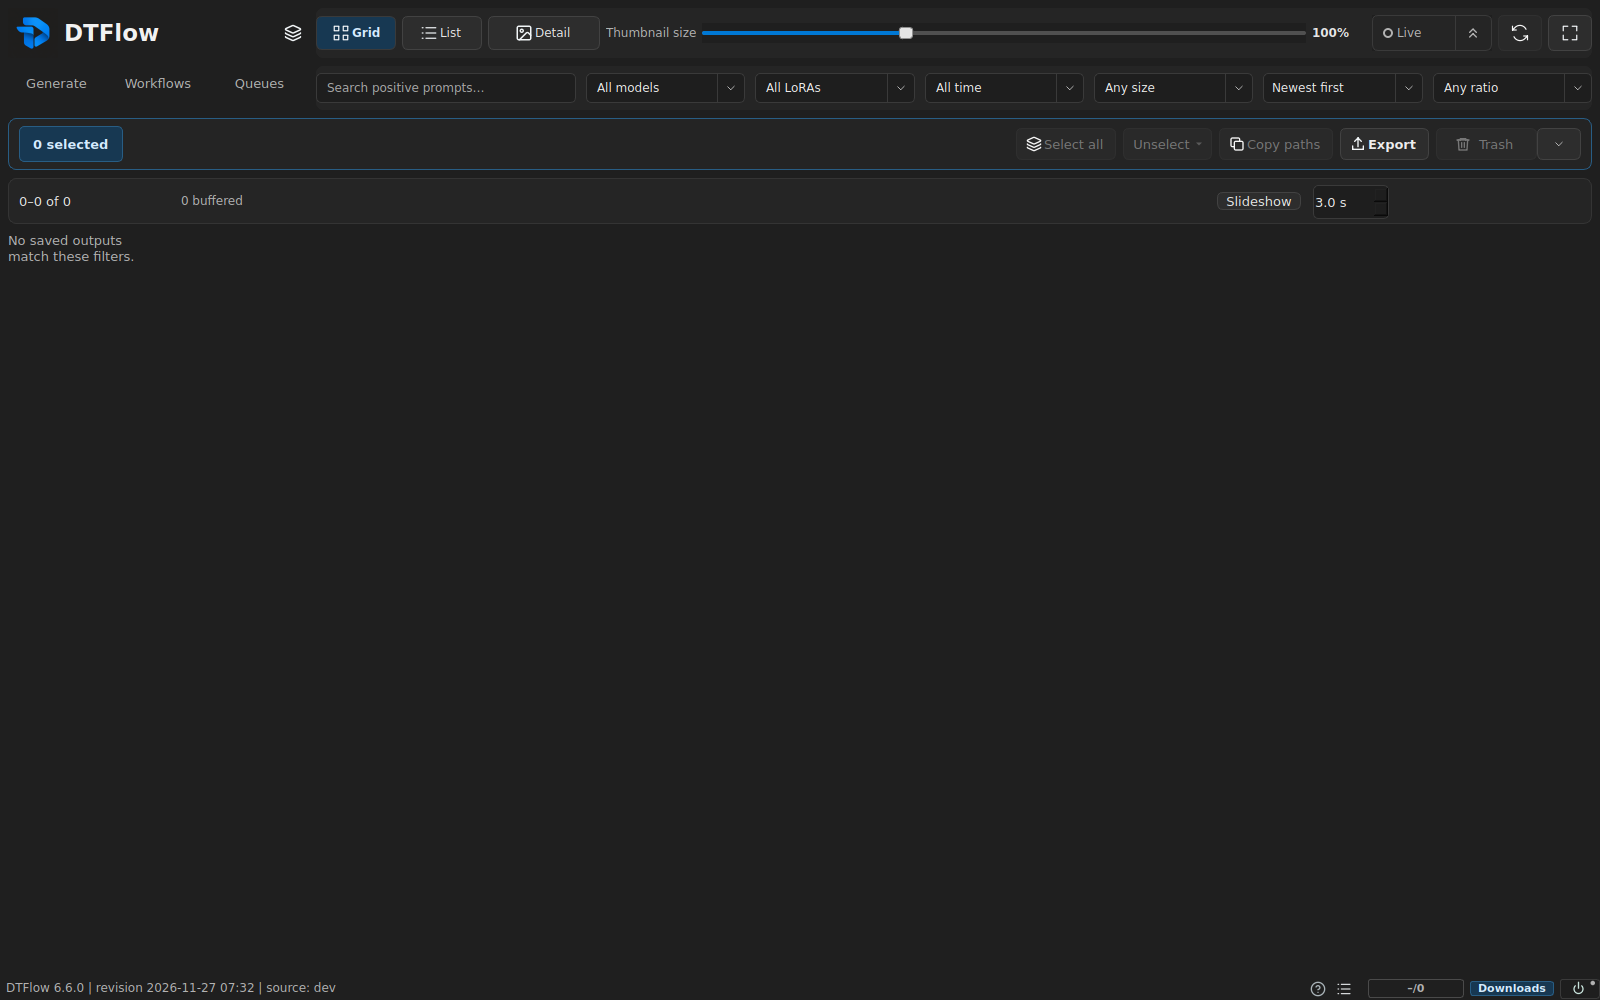 DTFlow
Grid
List
Detail
Thumbnail size
100%
Live
Generate
Workflows
Queues
Search positive prompts...
All models
All LoRAs
All time
Any size
Newest first
Any ratio
0 selected
Select all
Unselect
Copy paths
Export
Trash
0–0 of 0
0 buffered
Slideshow
3.0 s
No saved outputs
match these filters.
DTFlow 6.6.0 | revision 2026-11-27 07:32 | source: dev
–/0
Downloads